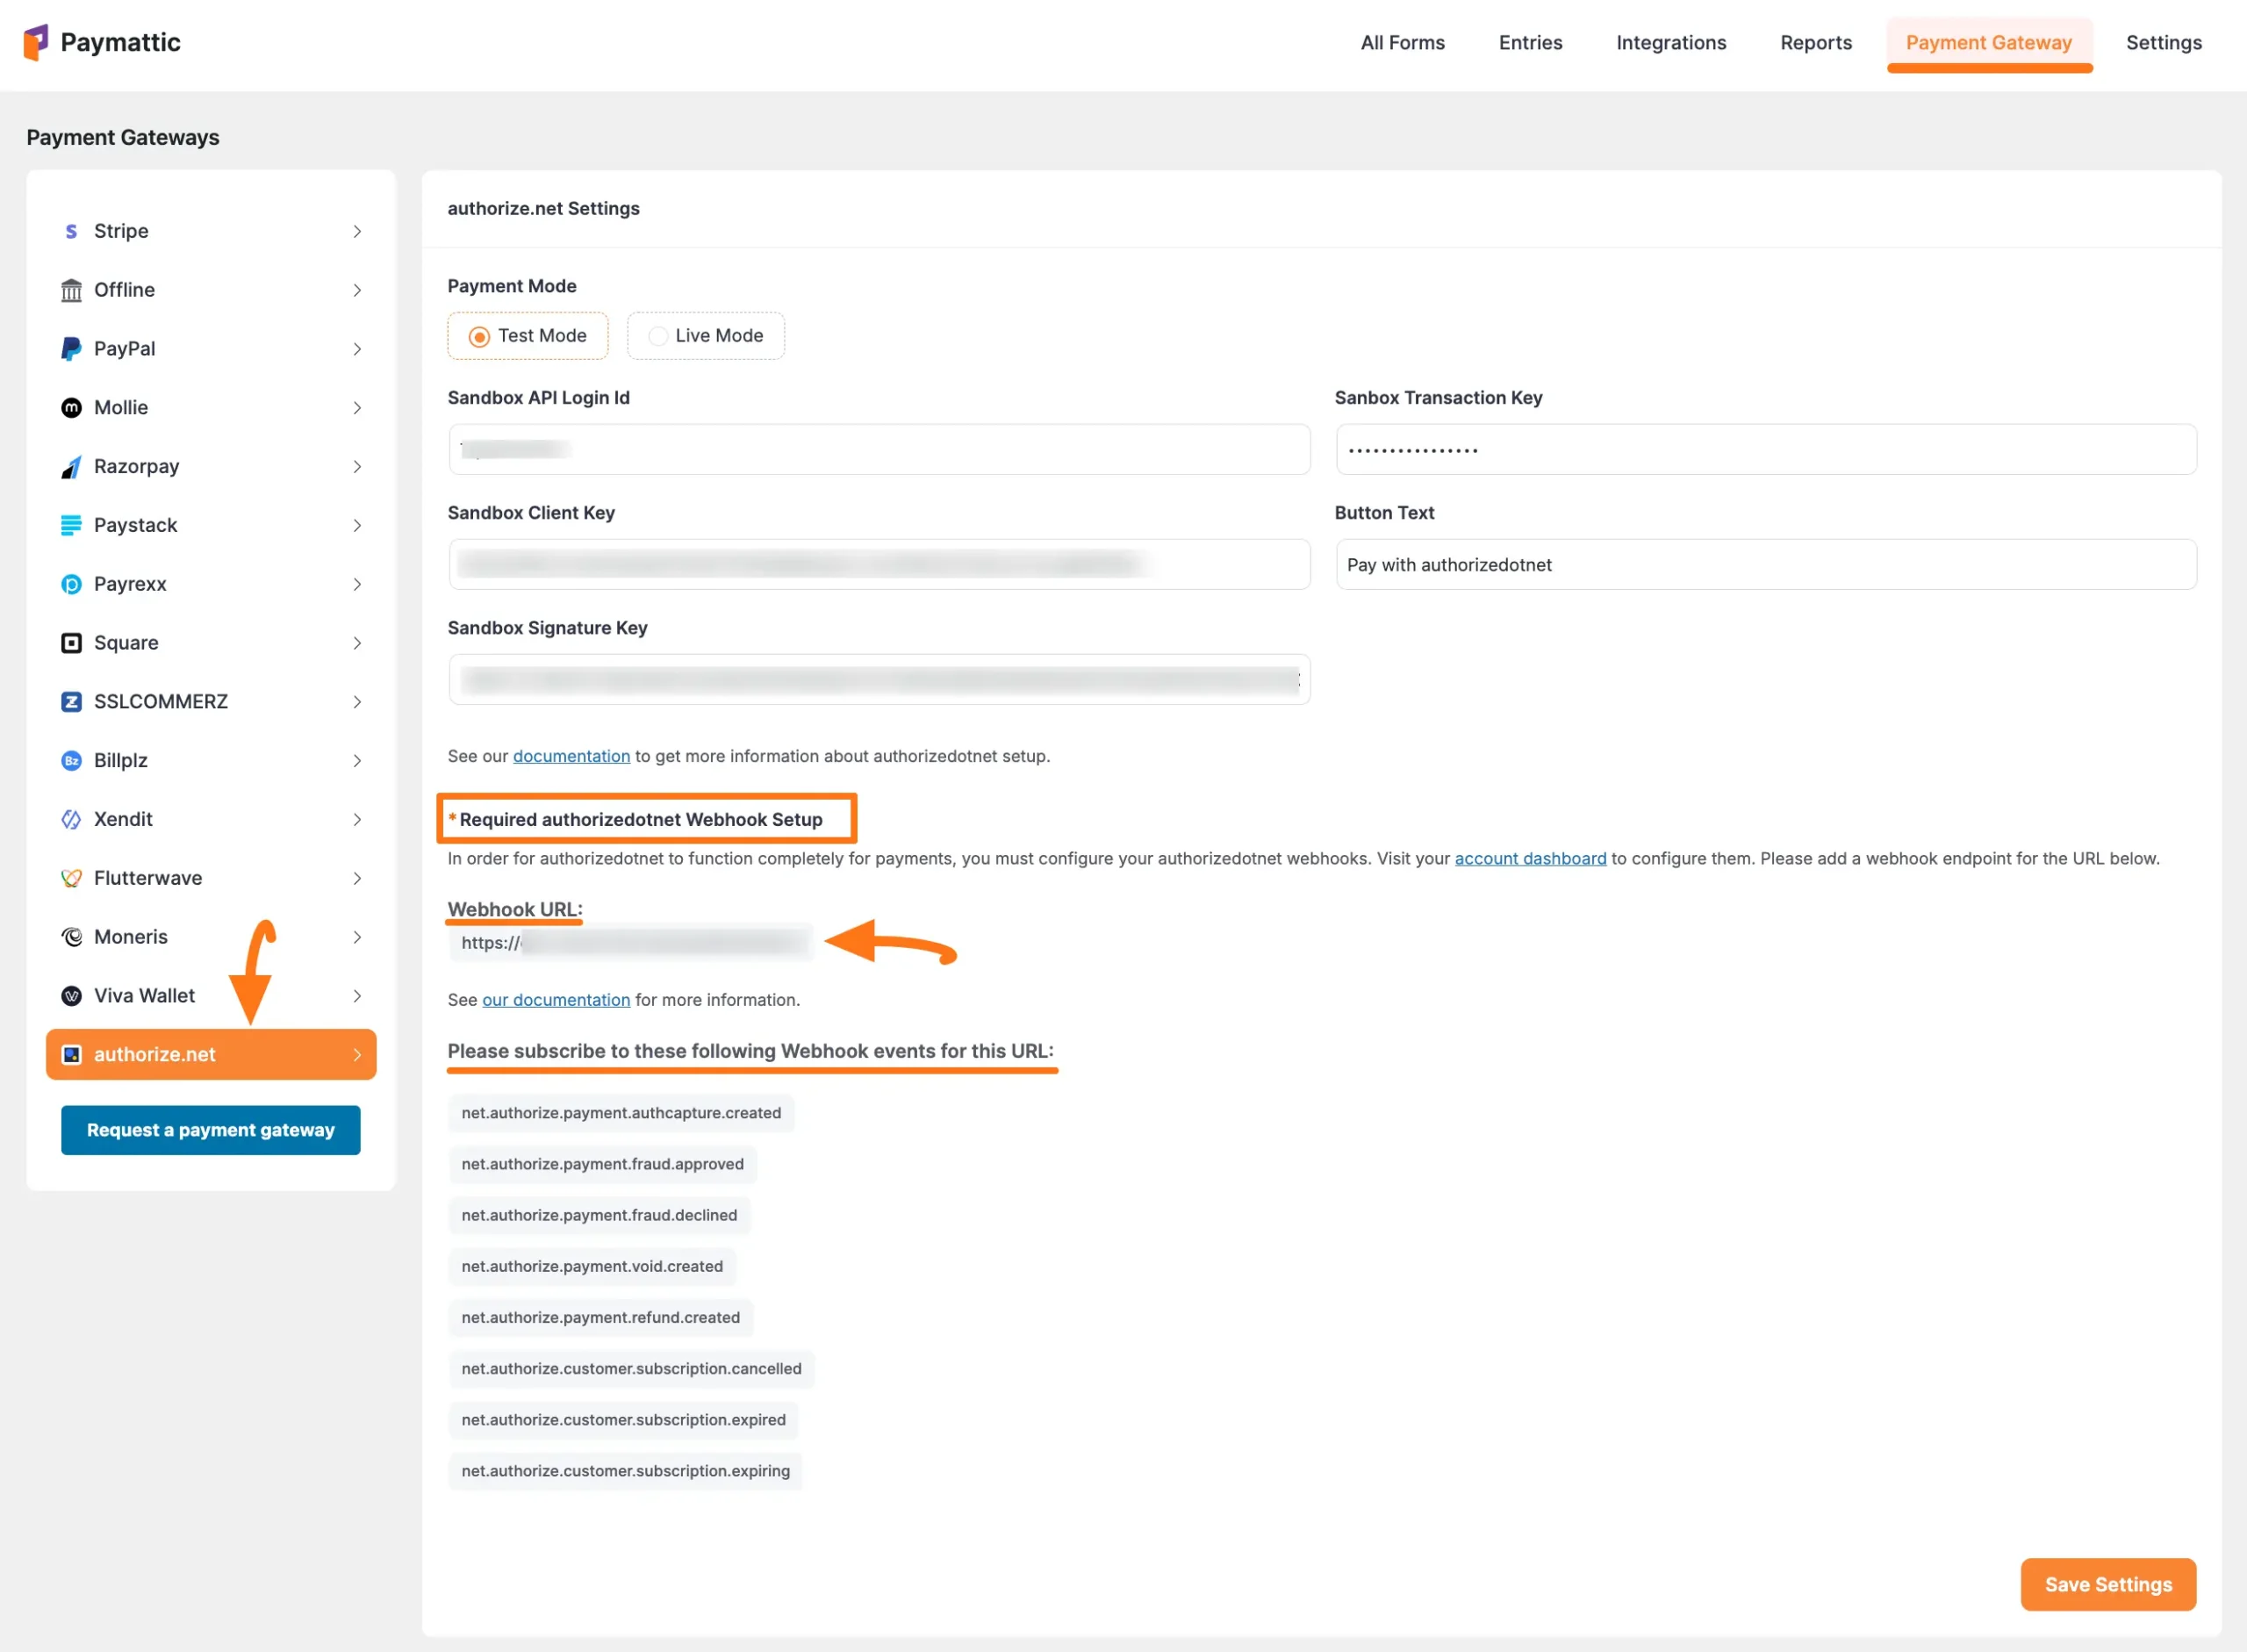 Paymattic
All Forms
Entries
Integrations
Reports
Payment Gateway
Settings
Payment Gateways
Stripe
Offline
PayPal
Mollie
Razorpay
Paystack
Payrexx
Square
SSLCOMMERZ
Billplz
Xendit
Flutterwave
Moneris
Viva Wallet
authorize.net
Request a payment gateway
authorize.net Settings
Payment Mode
Test Mode
Live Mode
Sandbox API Login Id
Sanbox Transaction Key
••••••••••••••••
Sandbox Client Key
Button Text
Pay with authorizedotnet
Sandbox Signature Key
See our documentation to get more information about authorizedotnet setup.
* Required authorizedotnet Webhook Setup
In order for authorizedotnet to function completely for payments, you must configure your authorizedotnet webhooks. Visit your account dashboard to configure them. Please add a webhook endpoint for the URL below.
Webhook URL:
https://
See our documentation for more information.
Please subscribe to these following Webhook events for this URL:
net.authorize.payment.authcapture.created
net.authorize.payment.fraud.approved
net.authorize.payment.fraud.declined
net.authorize.payment.void.created
net.authorize.payment.refund.created
net.authorize.customer.subscription.cancelled
net.authorize.customer.subscription.expired
net.authorize.customer.subscription.expiring
Save Settings